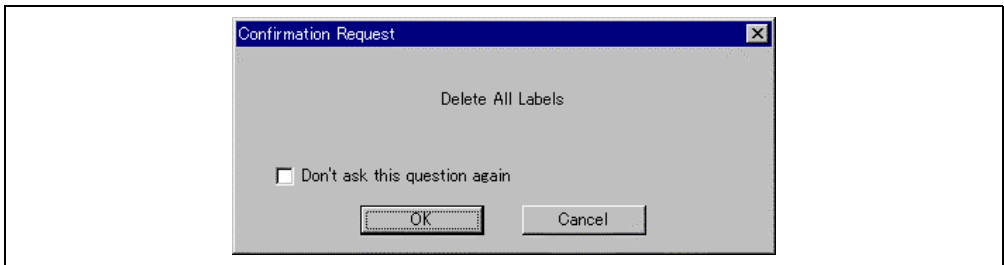 Confirmation Request
Delete All Labels
Don't ask this question again
OK
Cancel